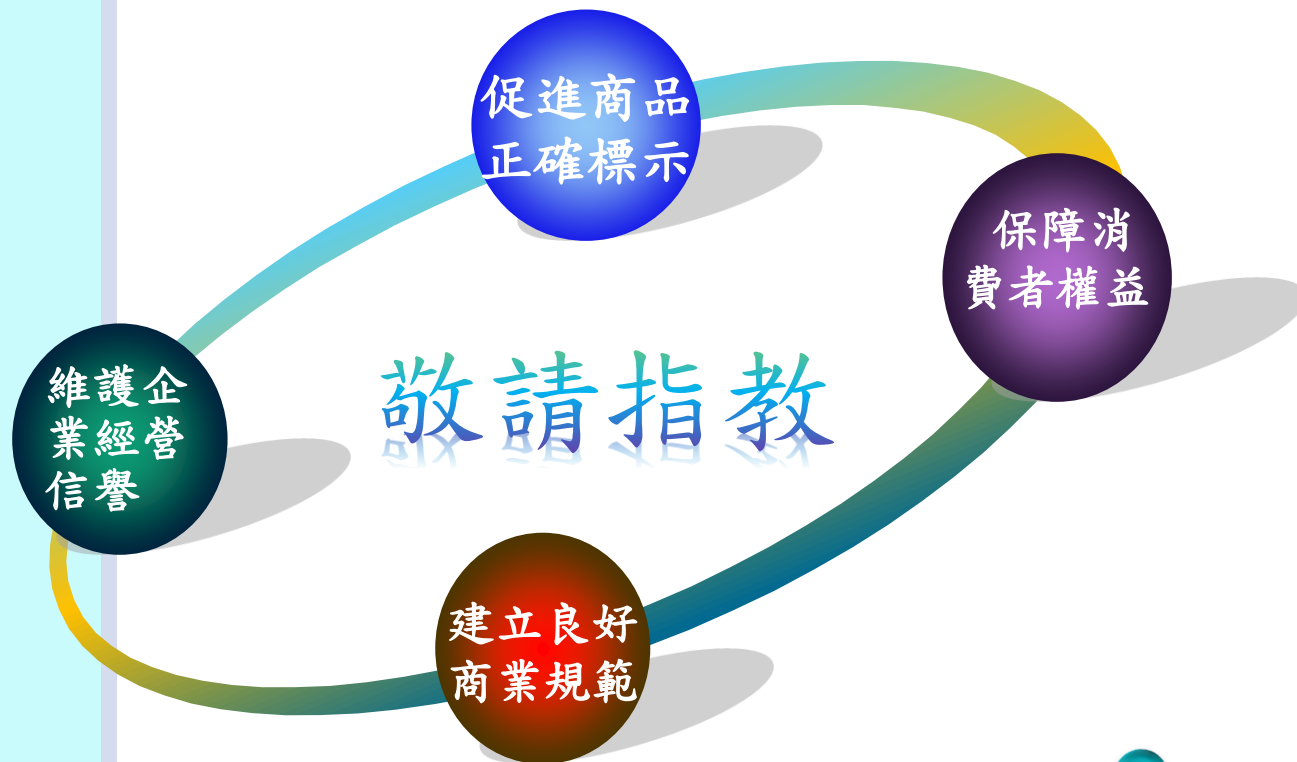 促進商品
正確標示
保障消
費者權益
敬請指教
維護企
業經營
信譽
建立良好
商業規範